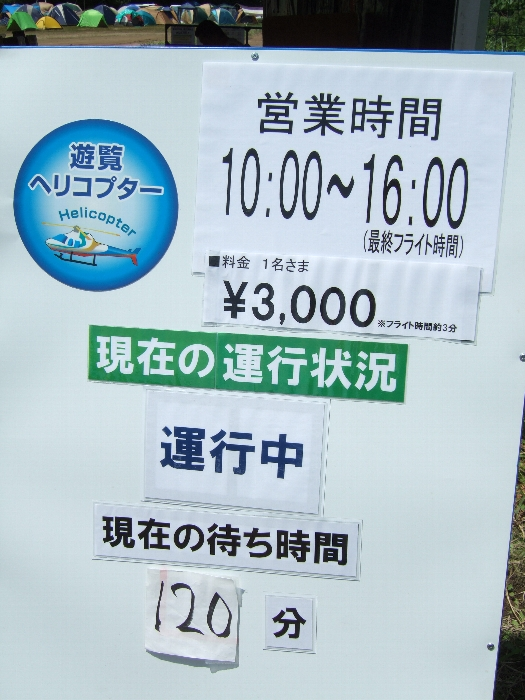 遊覧
ヘリコプター
Helicopter
営業時間
10:00~16:00
(最終フライト時間)
■料金 1名さま
¥3,000 ※フライト時間約3分
現在の運行状況
運行中
現在の待ち時間
120 分